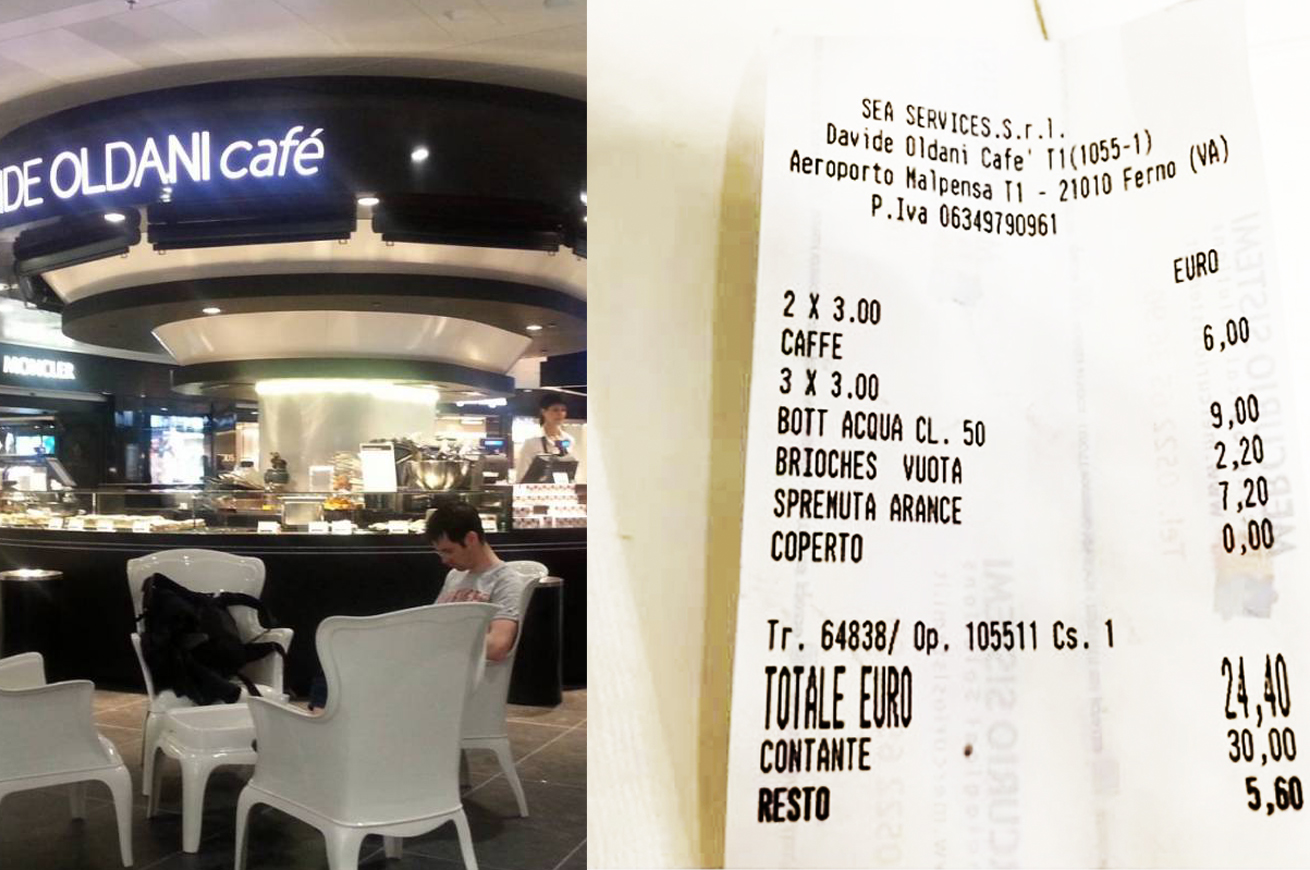 IDE OLDANI café
MONCLER
SEA SERVICES.S.r.l.
Davide Oldani Cafe' T1(1055-1)
Aeroporto Malpensa T1 - 21010 Ferno (VA)
P.Iva 06349790961
EURO
2 X 3.00
CAFFE 6,00
3 X 3.00
BOTT ACQUA CL. 50 9,00
BRIOCHES VUOTA 2,20
SPREMUTA ARANCE 7,20
COPERTO 0,00
Tr. 64838/ Op. 105511 Cs. 1
TOTALE EURO 24,40
CONTANTE 30,00
RESTO 5,60